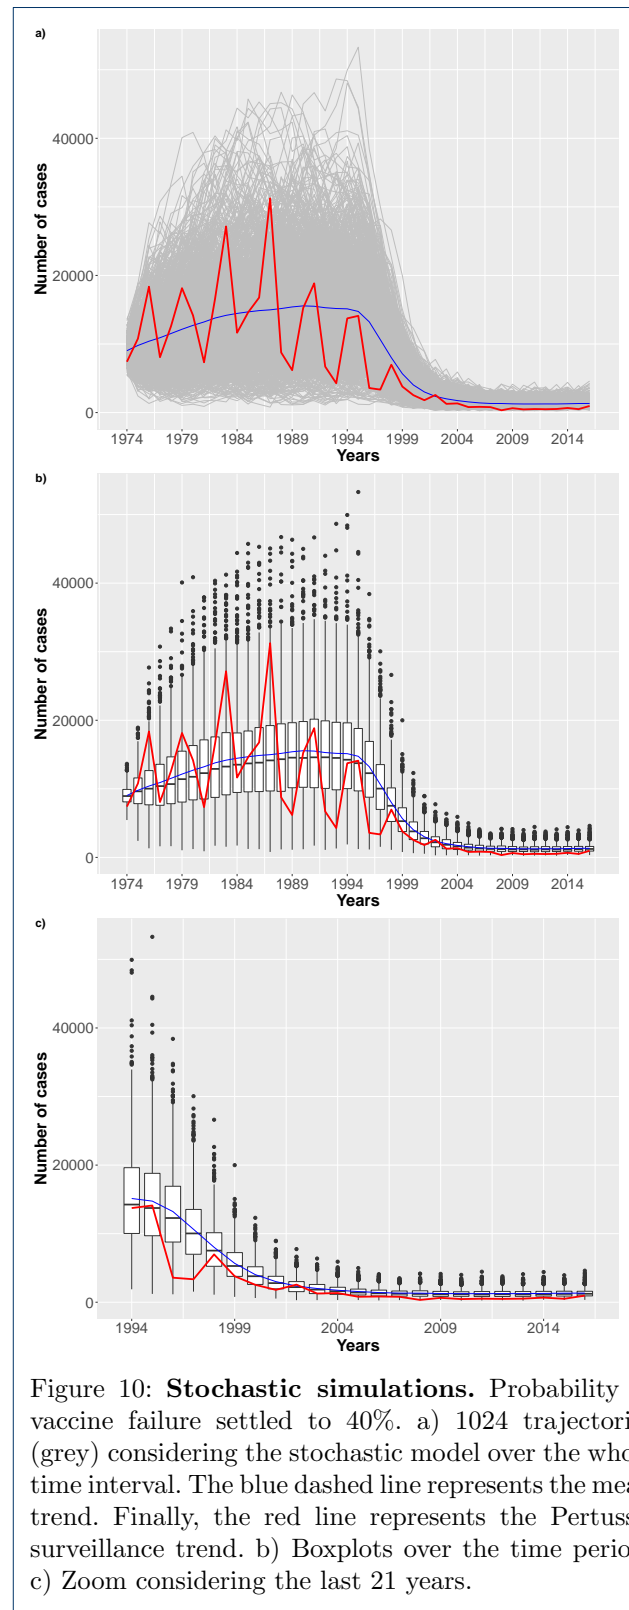 a)
Number of cases
40000
20000
0
1974 1979 1984 1989 1994 1999 2004 2009 2014
Years
b)
Number of cases
40000
20000
0
1974 1979 1984 1989 1994 1999 2004 2009 2014
Years
c)
Number of cases
40000
20000
0
1994 1999 2004 2009 2014
Years
Figure 10: Stochastic simulations. Probability
vaccine failure settled to 40%. a) 1024 trajectori
(grey) considering the stochastic model over the who
time interval. The blue dashed line represents the mea
trend. Finally, the red line represents the Pertuss
surveillance trend. b) Boxplots over the time perio
c) Zoom considering the last 21 years.